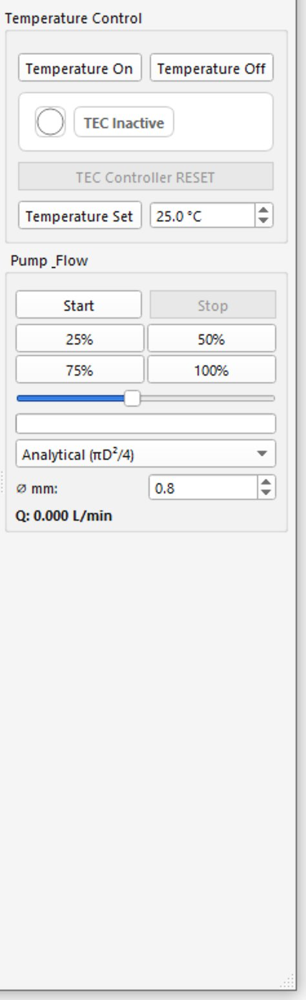 Temperature Control
Temperature On Temperature Off
TEC Inactive
TEC Controller RESET
Temperature Set 25.0 °C
Pump _Flow
Start Stop
25% 50%
75% 100%
Analytical (πD²/4)
⌀ mm: 0.8
Q: 0.000 L/min